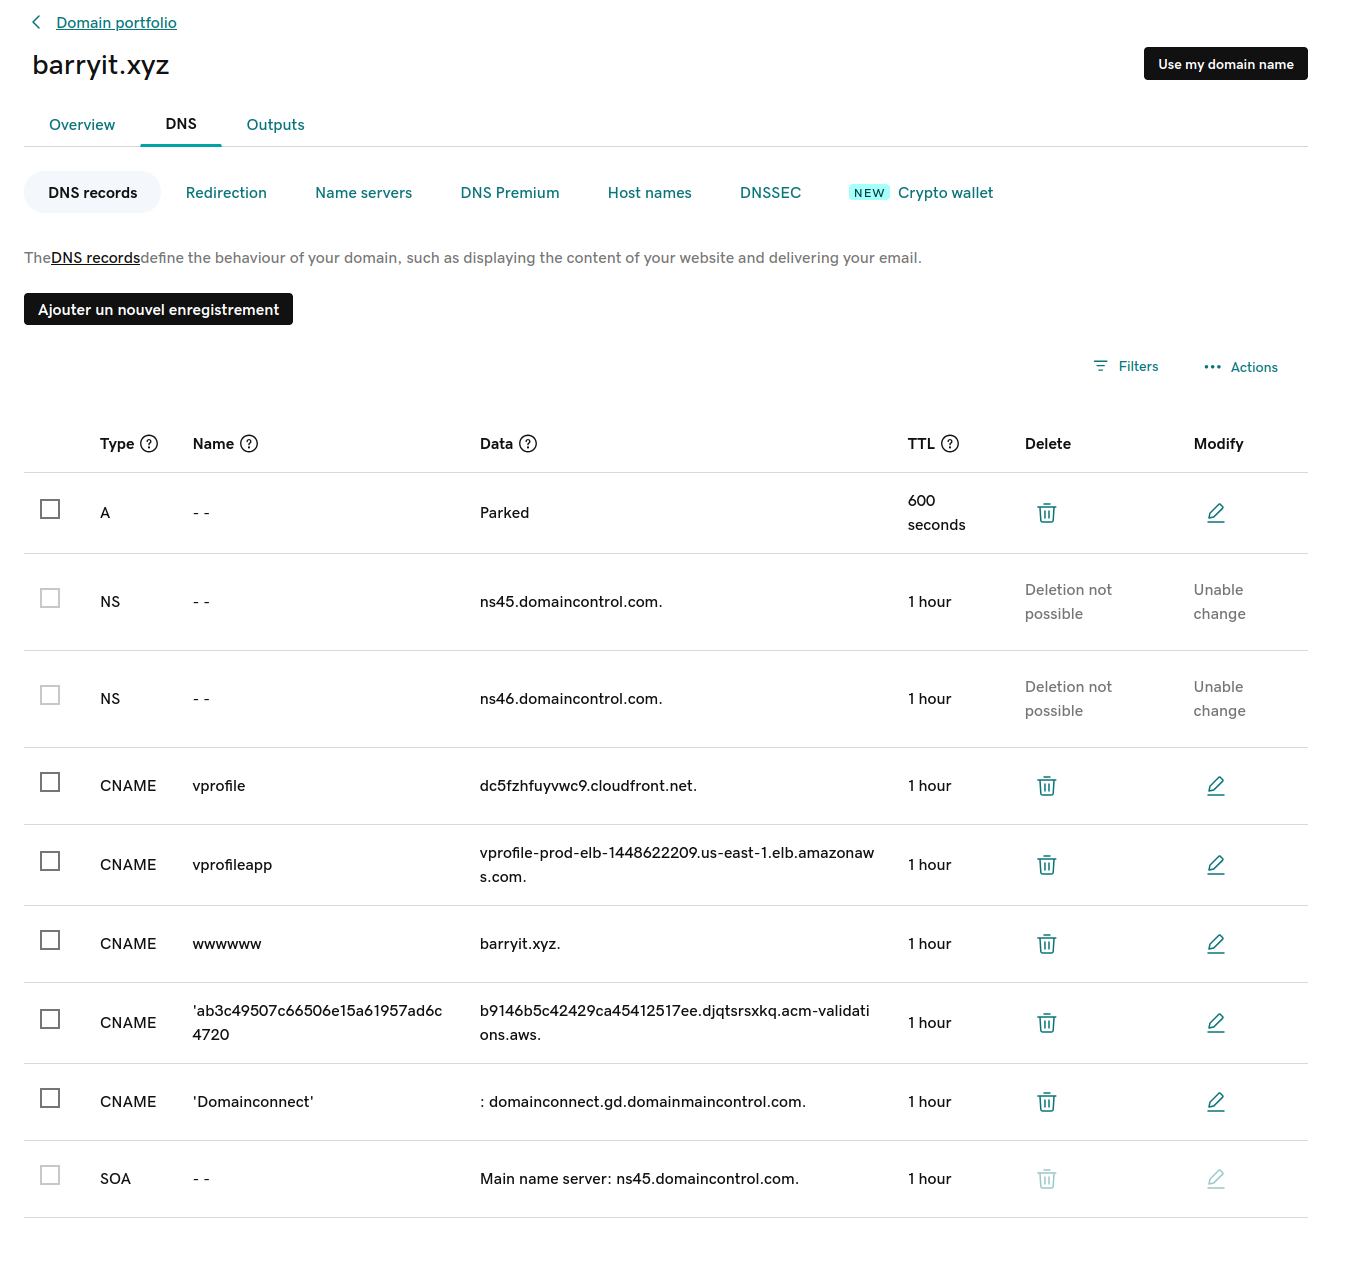 Domain portfolio
barryit.xyz
Use my domain name
Overview DNS Outputs
DNS records Redirection Name servers DNS Premium Host names DNSSEC NEW Crypto wallet
TheDNS recordsdefine the behaviour of your domain, such as displaying the content of your website and delivering your email.
Ajouter un nouvel enregistrement
Filters ... Actions
Type ? Name ? Data ? TTL ? Delete Modify
A - - Parked 600
seconds
NS - - ns45.domaincontrol.com. 1 hour Deletion not Unable
possible change
NS - - ns46.domaincontrol.com. 1 hour Deletion not Unable
possible change
CNAME vprofile dc5fzhfuyvwc9.cloudfront.net. 1 hour
CNAME vprofileapp vprofile-prod-elb-1448622209.us-east-1.elb.amazonaw 1 hour
s.com.
CNAME wwwwww barryit.xyz. 1 hour
CNAME 'ab3c49507c66506e15a61957ad6c b9146b5c42429ca45412517ee.djqtsrsxkq.acm-validati 1 hour
4720 ons.aws.
CNAME 'Domainconnect' : domainconnect.gd.domainmaincontrol.com. 1 hour
SOA - - Main name server: ns45.domaincontrol.com. 1 hour